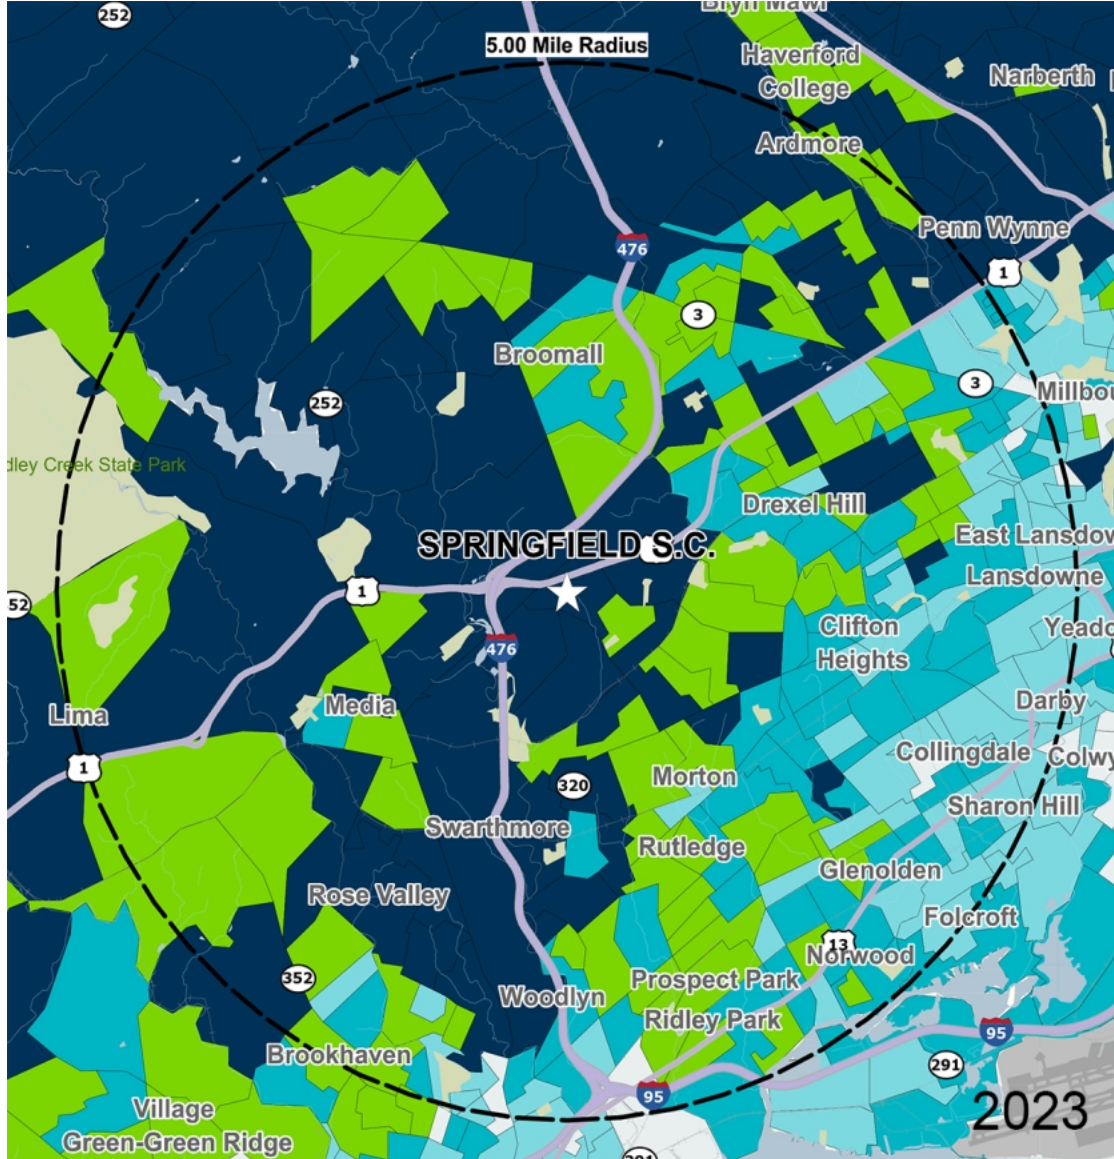 Bryn Mawr
252
5.00 Mile Radius
Haverford
College
Narberth
Ardmore
Penn Wynne
476
1
3
Broomall
3
252
Millbou
dley Creek State Park
Drexel Hill
East Lansdow
SPRINGFIELD S.C.
Lansdowne
1
52
Clifton
Heights
Yeado
476
Media
Darby
Lima
Collingdale
Colwy
1
320
Morton
Sharon Hill
Swarthmore
Rutledge
Glenolden
Rose Valley
Folcroft
13
Norwood
352
Prospect Park
Woodlyn
Ridley Park
95
Brookhaven
291
95
2023
Village
Green-Green Ridge